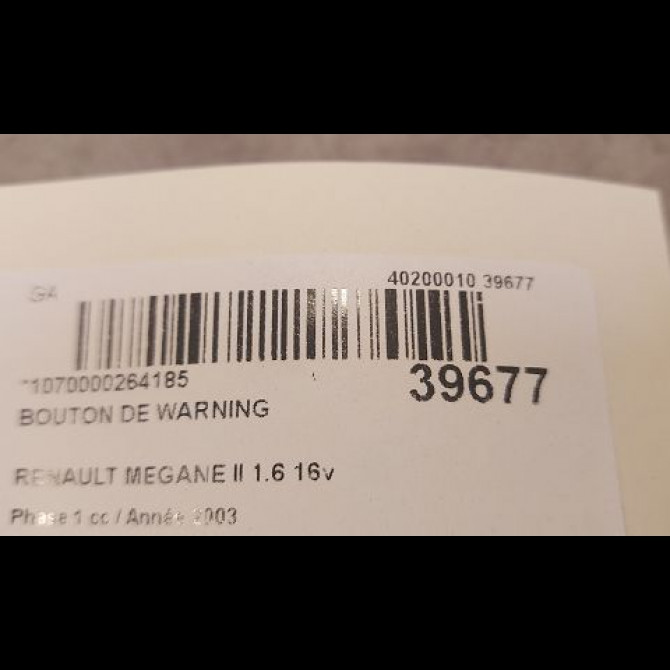 GA
40200010 39677
*1070000264185
39677
BOUTON DE WARNING
RENAULT MEGANE II 1.6 16v
Phase 1 cc / Année 2003